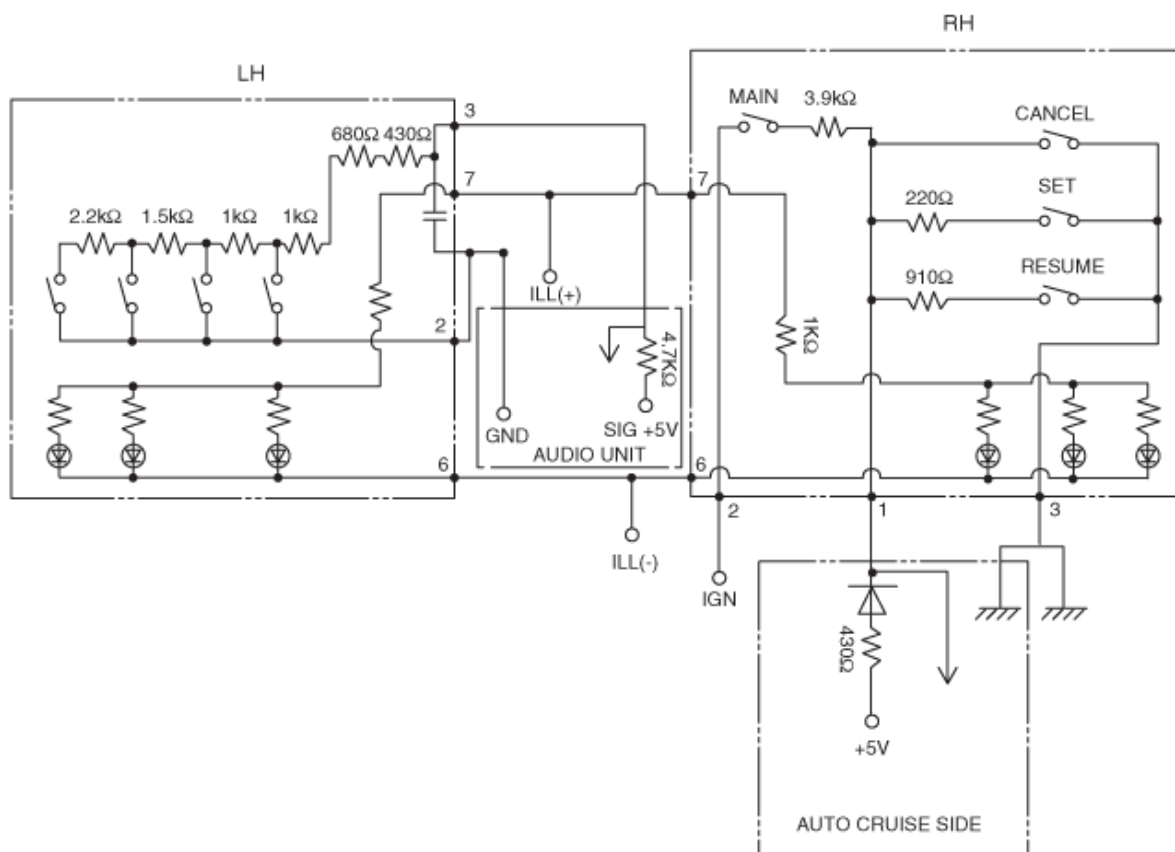 RH
LH
MAIN
3.9kΩ
3
CANCEL
680Ω 430Ω
7
7
SET
2.2kΩ
1.5kΩ
1kΩ
1kΩ
220Ω
RESUME
910Ω
ILL(+)
2
4.7KΩ
1KΩ
GND
SIG +5V
AUDIO UNIT
6
6
2
1
3
ILL(-)
IGN
430Ω
+5V
AUTO CRUISE SIDE